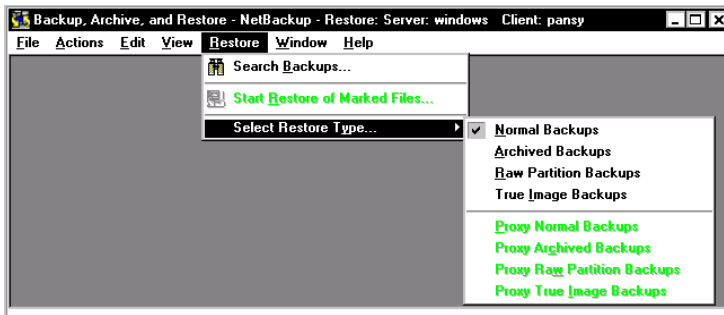 Backup, Archive, and Restore - NetBackup - Restore: Server: windows Client: pansy
File Actions Edit View Restore Window Help
Search Backups...
Start Restore of Marked Files...
Select Restore Type...
Normal Backups
Archived Backups
Raw Partition Backups
True Image Backups
Proxy Normal Backups
Proxy Archived Backups
Proxy Raw Partition Backups
Proxy True Image Backups